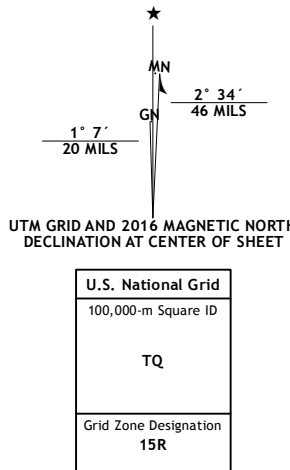 ★
MN
GN
2° 34´
46 MILS
1° 7´
20 MILS
UTM GRID AND 2016 MAGNETIC NORTH
DECLINATION AT CENTER OF SHEET
U.S. National Grid
100,000-m Square ID
TQ
Grid Zone Designation
15R